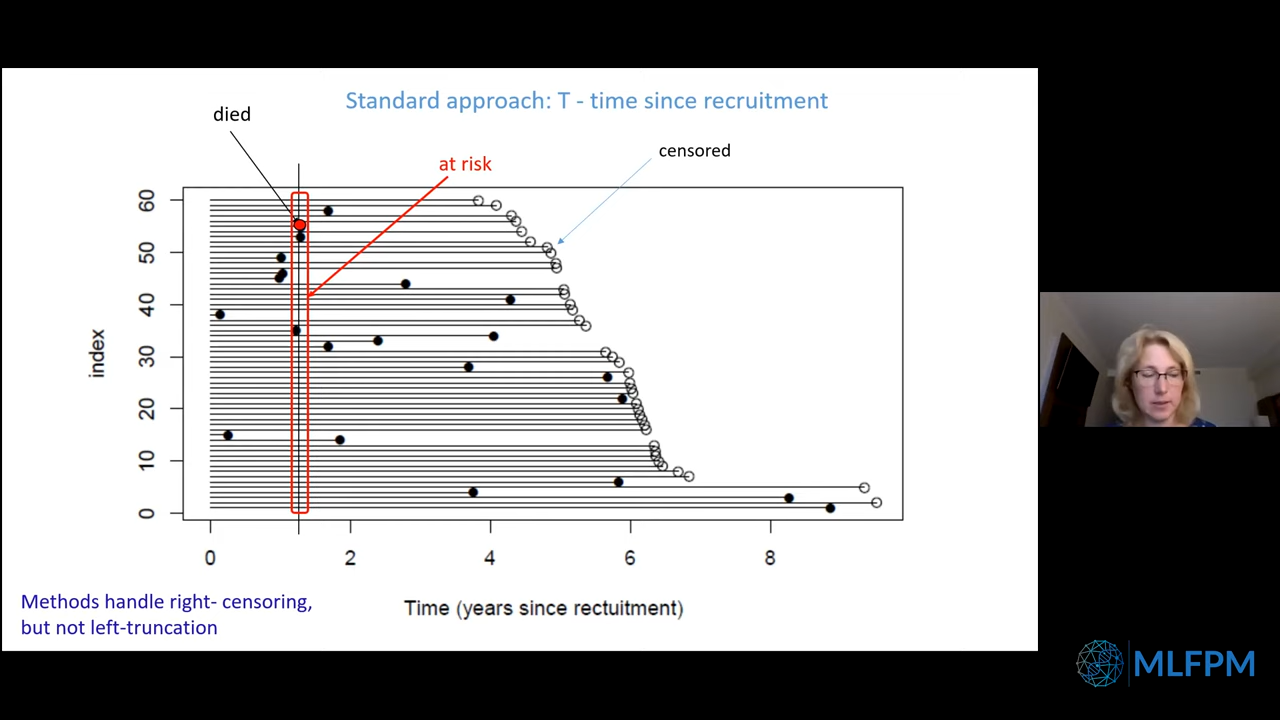 Standard approach: T - time since recruitment
died
censored
at risk
60
50
40
30
20
10
0
index
0 2 4 6 8
Time (years since rectuitment)
Methods handle right- censoring,
but not left-truncation
MLFPM